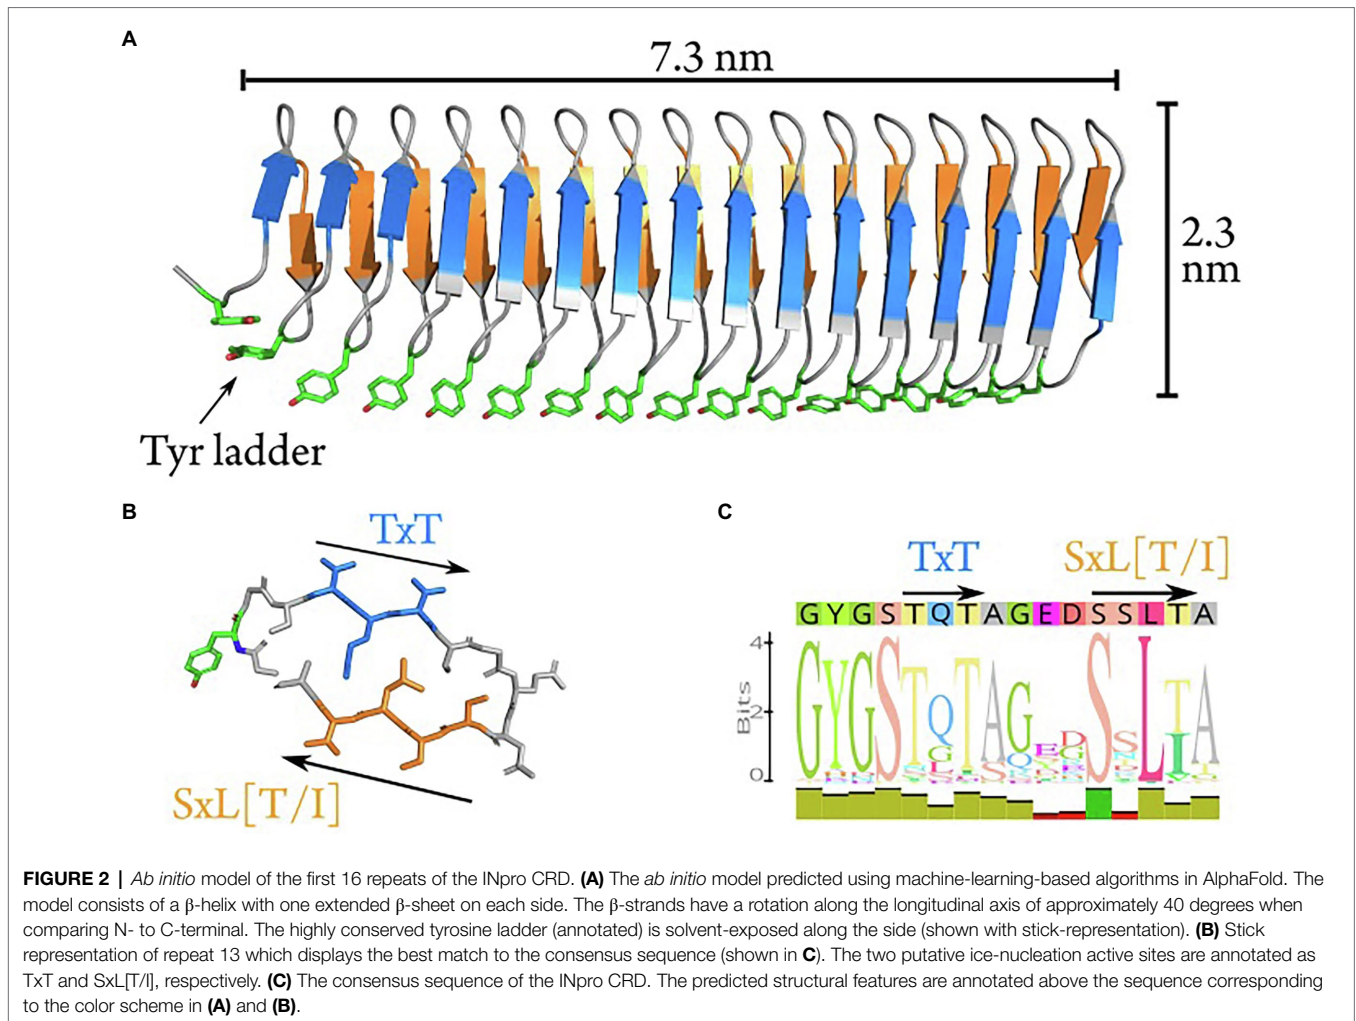 A
7.3 nm
2.3
nm
Tyr ladder
B
TxT
SxL[T/I]
C
TxT
SxL[T/I]
GYGSTQTAGEDSSLTA
4
2
0
Bits
GYGSTQTAG
SSLTA
FIGURE 2 | Ab initio model of the first 16 repeats of the INpro CRD. (A) The ab initio model predicted using machine-learning-based algorithms in AlphaFold. The
model consists of a β-helix with one extended β-sheet on each side. The β-strands have a rotation along the longitudinal axis of approximately 40 degrees when
comparing N- to C-terminal. The highly conserved tyrosine ladder (annotated) is solvent-exposed along the side (shown with stick-representation). (B) Stick
representation of repeat 13 which displays the best match to the consensus sequence (shown in C). The two putative ice-nucleation active sites are annotated as
TxT and SxL[T/I], respectively. (C) The consensus sequence of the INpro CRD. The predicted structural features are annotated above the sequence corresponding
to the color scheme in (A) and (B).